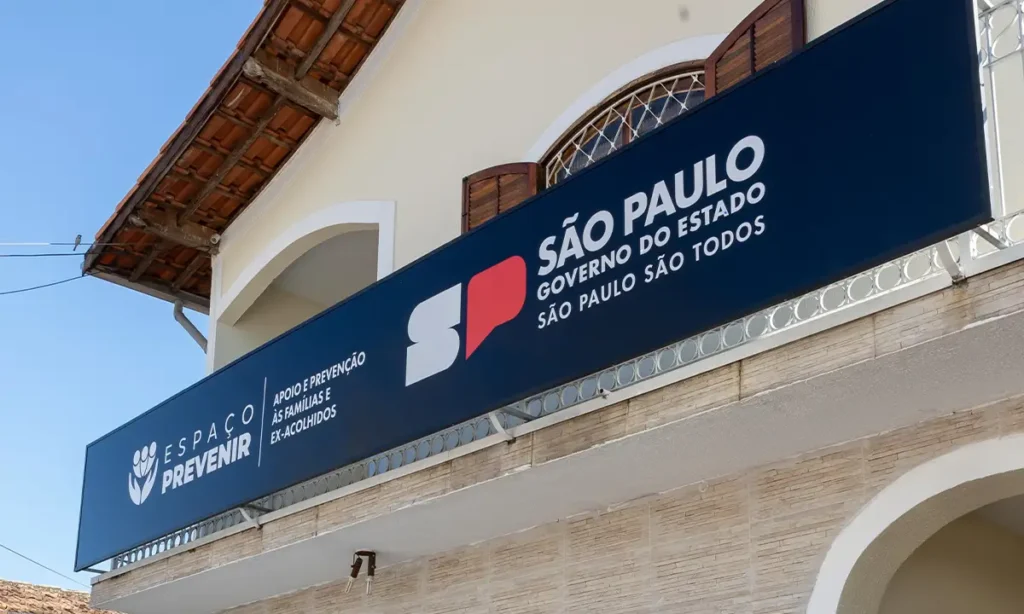 ESPAÇO
PREVENIR
APOIO E PREVENÇÃO
ÀS FAMÍLIAS E
EX-ACOLHIDOS
SP
SÃO PAULO
GOVERNO DO ESTADO
SÃO PAULO SÃO TODOS